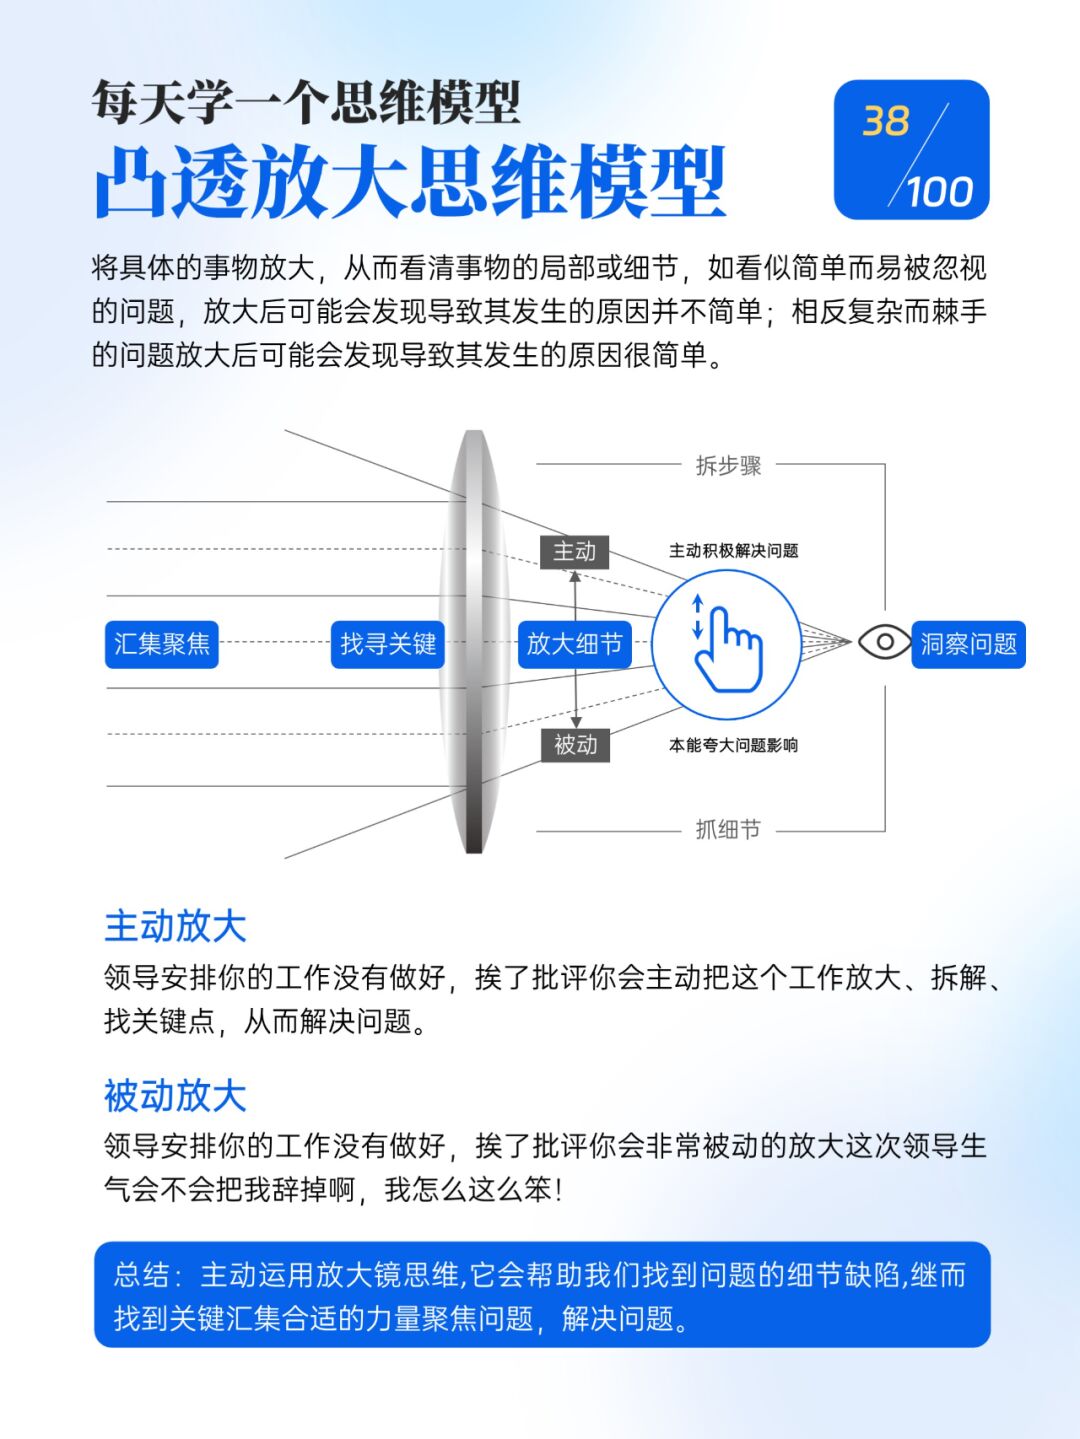 每天学一个思维模型
凸透放大思维模型
38
100
将具体的事物放大，从而看清事物的局部或细节，如看似简单而易被忽视
的问题，放大后可能会发现导致其发生的原因并不简单；相反复杂而棘手
的问题放大后可能会发现导致其发生的原因很简单。
拆步骤
主动
主动积极解决问题
汇集聚焦
找寻关键
放大细节
洞察问题
被动
本能夸大问题影响
抓细节
主动放大
领导安排你的工作没有做好，挨了批评你会主动把这个工作放大、拆解、
找关键点，从而解决问题。
被动放大
领导安排你的工作没有做好，挨了批评你会非常被动的放大这次领导生
气会不会把我辞掉啊，我怎么这么笨！
总结：主动运用放大镜思维,它会帮助我们找到问题的细节缺陷,继而
找到关键汇集合适的力量聚焦问题，解决问题。